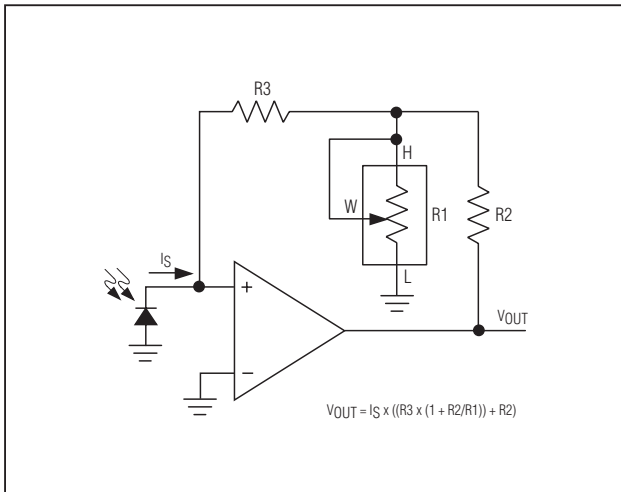 R3
H
W
R1
R2
L
IS
+
−
VOUT
VOUT = IS x ((R3 x (1 + R2/R1)) + R2)